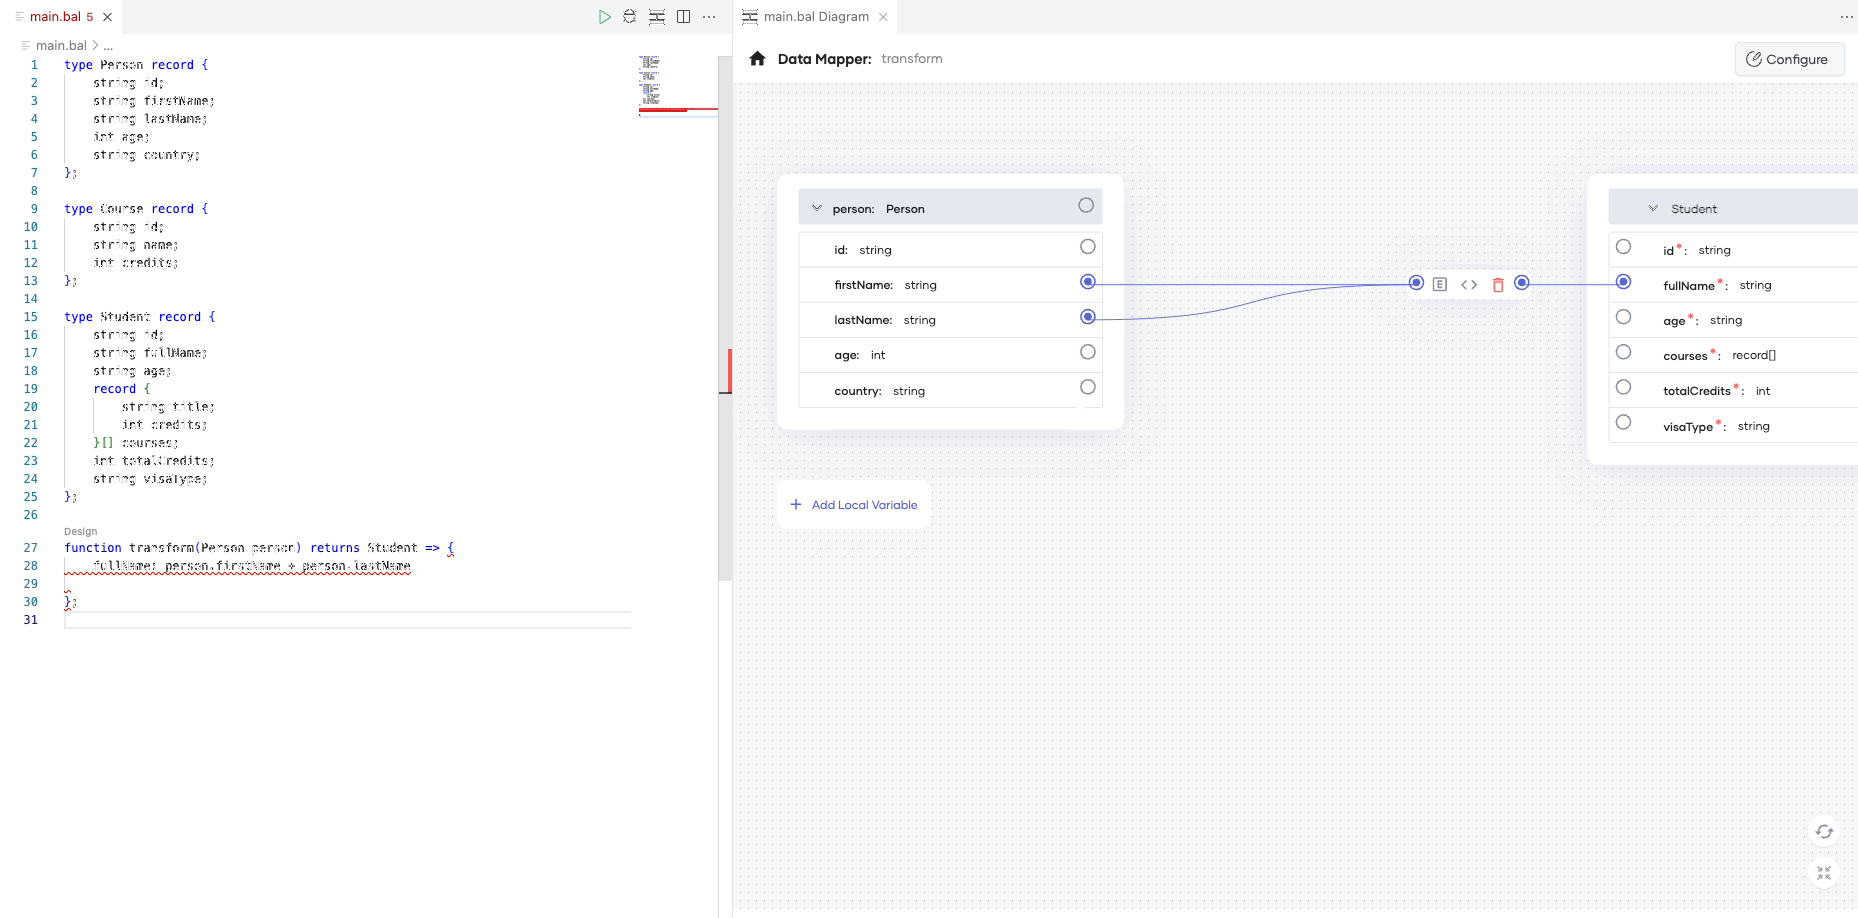 main.bal 5
main.bal > ...
1 type Person record {
2 string id;
3 string firstName;
4 string lastName;
5 int age;
6 string country;
7 };
8
9 type Course record {
10 string id;
11 string name;
12 int credits;
13 };
14
15 type Student record {
16 string id;
17 string fullName;
18 string age;
19 record {
20 string title;
21 int credits;
22 }[] courses;
23 int totalCredits;
24 string visaType;
25 };
26
Design
27 function transform(Person person) returns Student => {
28 fullName: person.firstName + person.lastName
29
30 };
31
main.bal Diagram
Data Mapper: transform
Configure
person: Person
id: string
firstName: string
lastName: string
age: int
country: string
Add Local Variable
E
Student
id*: string
fullName*: string
age*: string
courses*: record[]
totalCredits*: int
visaType*: string